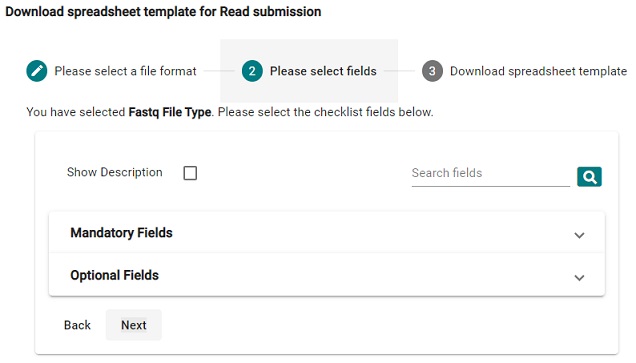 Download spreadsheet template for Read submission
Please select a file format 2 Please select fields 3 Download spreadsheet template
You have selected Fastq File Type. Please select the checklist fields below.
Show Description Search fields
Mandatory Fields
Optional Fields
Back Next